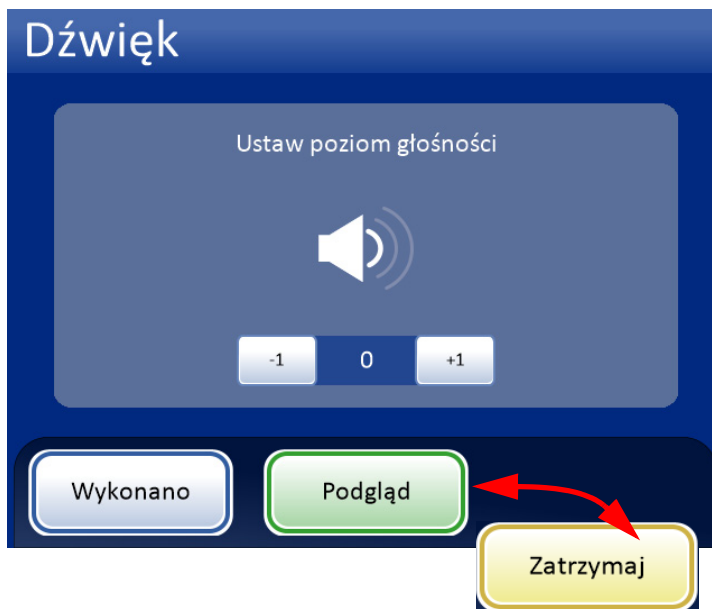 Dźwięk
Ustaw poziom głośności
-1 0 +1
Wykonano Podgląd
Zatrzymaj